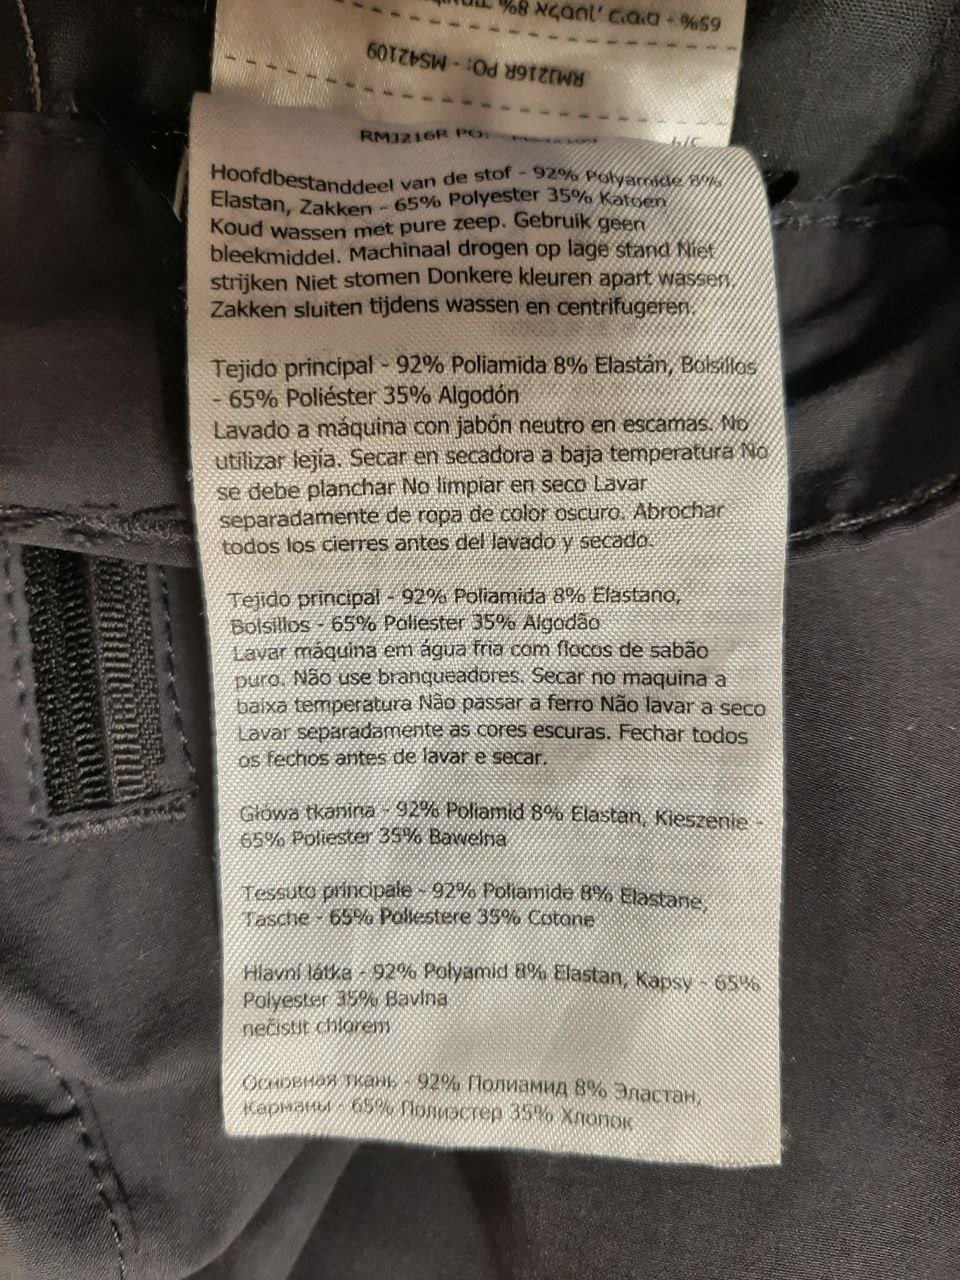 65% - כיסים
RMJ216R PO: - MS42109
RMJ216R PO: - MS42109
3/4
Hoofdbestanddeel van de stof - 92% Polyamide 8%
Elastan, Zakken - 65% Polyester 35% Katoen
Koud wassen met pure zeep. Gebruik geen
bleekmiddel. Machinaal drogen op lage stand Niet
strijken Niet stomen Donkere kleuren apart wassen.
Zakken sluiten tijdens wassen en centrifugeren.
Tejido principal - 92% Poliamida 8% Elastán, Bolsillos
- 65% Poliéster 35% Algodón
Lavado a máquina con jabón neutro en escamas. No
utilizar lejía. Secar en secadora a baja temperatura No
se debe planchar No limpiar en seco Lavar
separadamente de ropa de color oscuro. Abrochar
todos los cierres antes del lavado y secado.
Tejido principal - 92% Poliamida 8% Elastano,
Bolsillos - 65% Poliester 35% Algodão
Lavar máquina em água fria com flocos de sabão
puro. Não use branqueadores. Secar no maquina a
baixa temperatura Não passar a ferro Não lavar a seco
Lavar separadamente as cores escuras. Fechar todos
os fechos antes de lavar e secar.
Główa tkanina - 92% Poliamid 8% Elastan, Kieszenie -
65% Poliester 35% Bawelna
Tessuto principale - 92% Poliamide 8% Elastane,
Tasche - 65% Poliestere 35% Cotone
Hlavní látka - 92% Polyamid 8% Elastan, Kapsy - 65%
Polyester 35% Bavlna
nečistit chlorem
Основная ткань - 92% Полиамид 8% Эластан,
Карманы - 65% Полиэстер 35% Хлопок